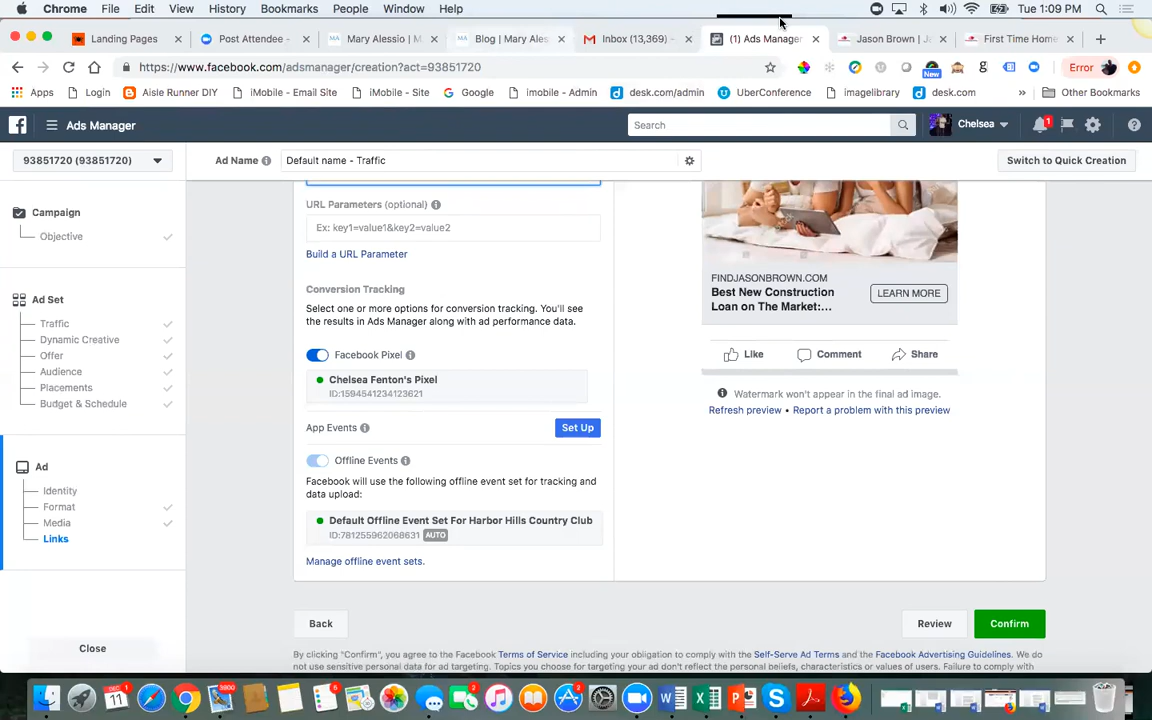 Chrome File Edit View History Bookmarks People Window Help Tue 1:09 PM
Landing Pages Post Attendee - Mary Alessio | M Blog | Mary Ales Inbox (13,369) - (1) Ads Manager Jason Brown | J First Time Home
https://www.facebook.com/adsmanager/creation?act=93851720 New Error
Apps Login Aisle Runner DIY iMobile - Email Site iMobile - Site Google imobile - Admin desk.com/admin UberConference imagelibrary desk.com » Other Bookmarks
Ads Manager Search Chelsea 1
93851720 (93851720) Ad Name Default name - Traffic Switch to Quick Creation
Campaign
Objective
Ad Set
Traffic
Dynamic Creative
Offer
Audience
Placements
Budget & Schedule
Ad
Identity
Format
Media
Links
Close
URL Parameters (optional)
Ex: key1=value1&key2=value2
Build a URL Parameter
Conversion Tracking
Select one or more options for conversion tracking. You'll see
the results in Ads Manager along with ad performance data.
Facebook Pixel
Chelsea Fenton's Pixel
ID:1594541234123621
App Events Set Up
Offline Events
Facebook will use the following offline event set for tracking and
data upload:
Default Offline Event Set For Harbor Hills Country Club
ID:781255962068631 AUTO
Manage offline event sets.
FINDJASONBROWN.COM
Best New Construction
Loan on The Market:...
LEARN MORE
Like Comment Share
Watermark won't appear in the final ad image.
Refresh preview • Report a problem with this preview
Back Review Confirm
By clicking "Confirm", you agree to the Facebook Terms of Service including your obligation to comply with the Self-Serve Ad Terms and the Facebook Advertising Guidelines. We do
not use sensitive personal data for ad targeting. Topics you choose for targeting your ad don't reflect the personal beliefs, characteristics or values of users. Failure to comply with